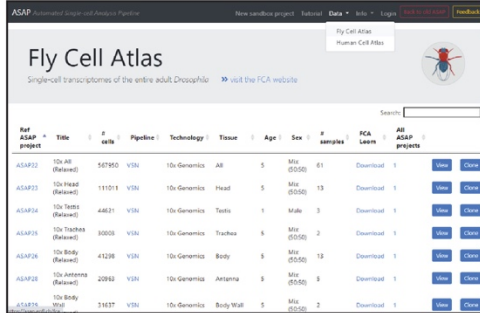 ASAP Automated Single-cell Analysis Pipeline New sandbox project Tutorial Data Info Login Feedback
Fly Cell Atlas
Human Cell Atlas
Fly Cell Atlas
Single-cell transcriptomes of the entire adult Drosophila » visit the FCA website
Search:
Ref ASAP project Title # cells Pipeline Technology Tissue Age Sex # samples FCA Loom All ASAP projects
ASAP22 10x All (Relaxed) 567950 VSN 10x Genomics All 5 Mix (50:50) 61 Download 1 View Clone
ASAP23 10x Head (Relaxed) 111011 VSN 10x Genomics Head 5 Mix (50:50) 13 Download 1 View Clone
ASAP24 10x Testis (Relaxed) 44621 VSN 10x Genomics Testis 1 Male 3 Download 1 View Clone
ASAP25 10x Trachea (Relaxed) 30003 VSN 10x Genomics Trachea 5 Mix (50:50) 2 Download 1 View Clone
ASAP26 10x Body (Relaxed) 41298 VSN 10x Genomics Body 5 Mix (50:50) 13 Download 1 View Clone
ASAP28 10x Antenna (Relaxed) 20963 VSN 10x Genomics Antenna 5 Mix (50:50) 5 Download 1 View Clone
ASAP29 10x Body Wall 31637 VSN 10x Genomics Body Wall 5 Mix (50:50) 2 Download 1 View Clone